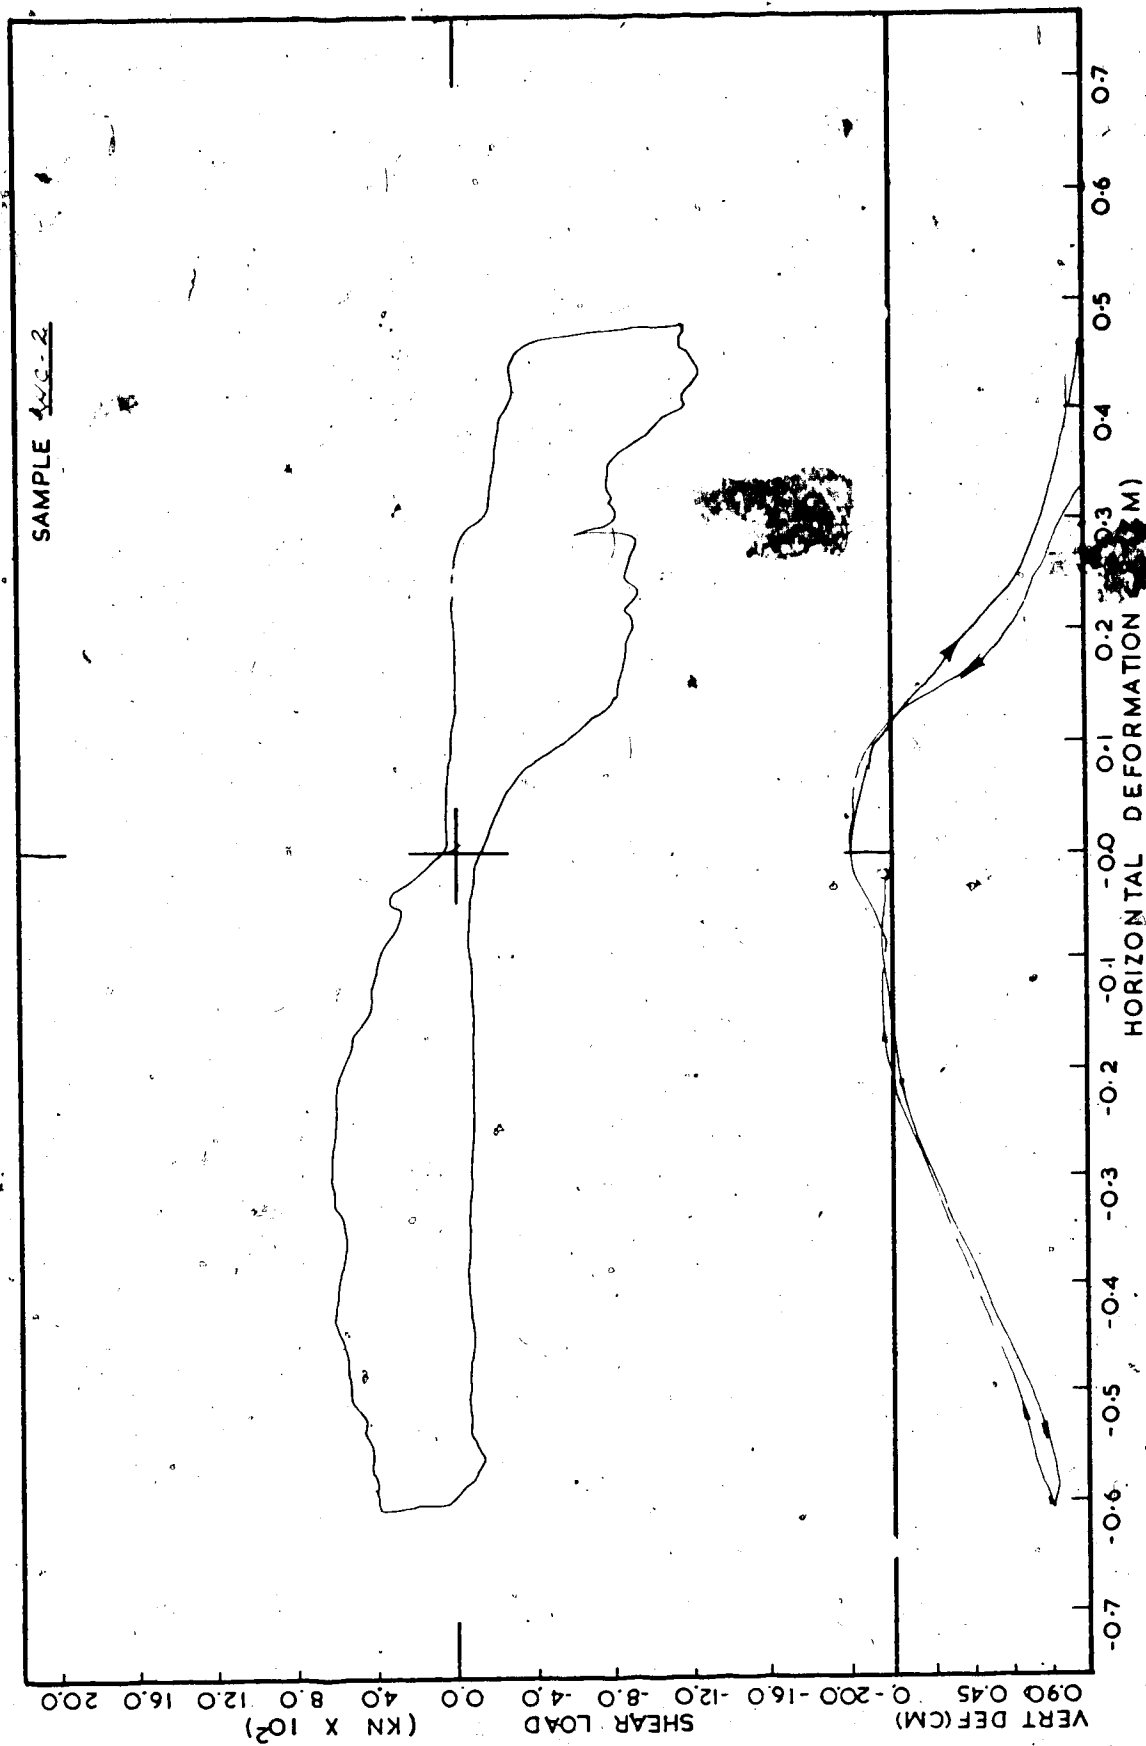 SAMPLE WC-2
20.0 16.0 12.0 8.0 4.0 0.0 -4.0 -8.0 -12.0 -16.0 -20.0
SHEAR LOAD
(KN X 10²)
0. 0.45 0.90
VERT DEF(CM)
-0.7 -0.6 -0.5 -0.4 -0.3 -0.2 -0.1 -0.0 0.1 0.2 0.3 0.4 0.5 0.6 0.7
HORIZONTAL DEFORMATION M)